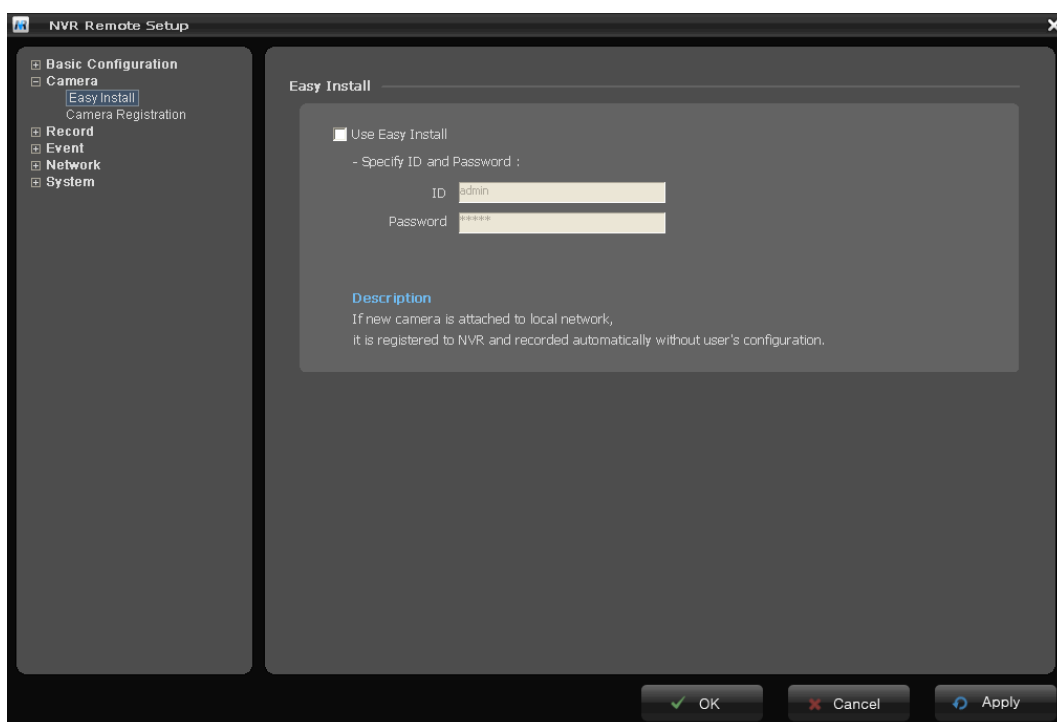 NVR Remote Setup
Basic Configuration
Camera
Easy Install
Camera Registration
Record
Event
Network
System
Easy Install
Use Easy Install
- Specify ID and Password :
ID admin
Password *****
Description
If new camera is attached to local network,
it is registered to NVR and recorded automatically without user's configuration.
OK Cancel Apply